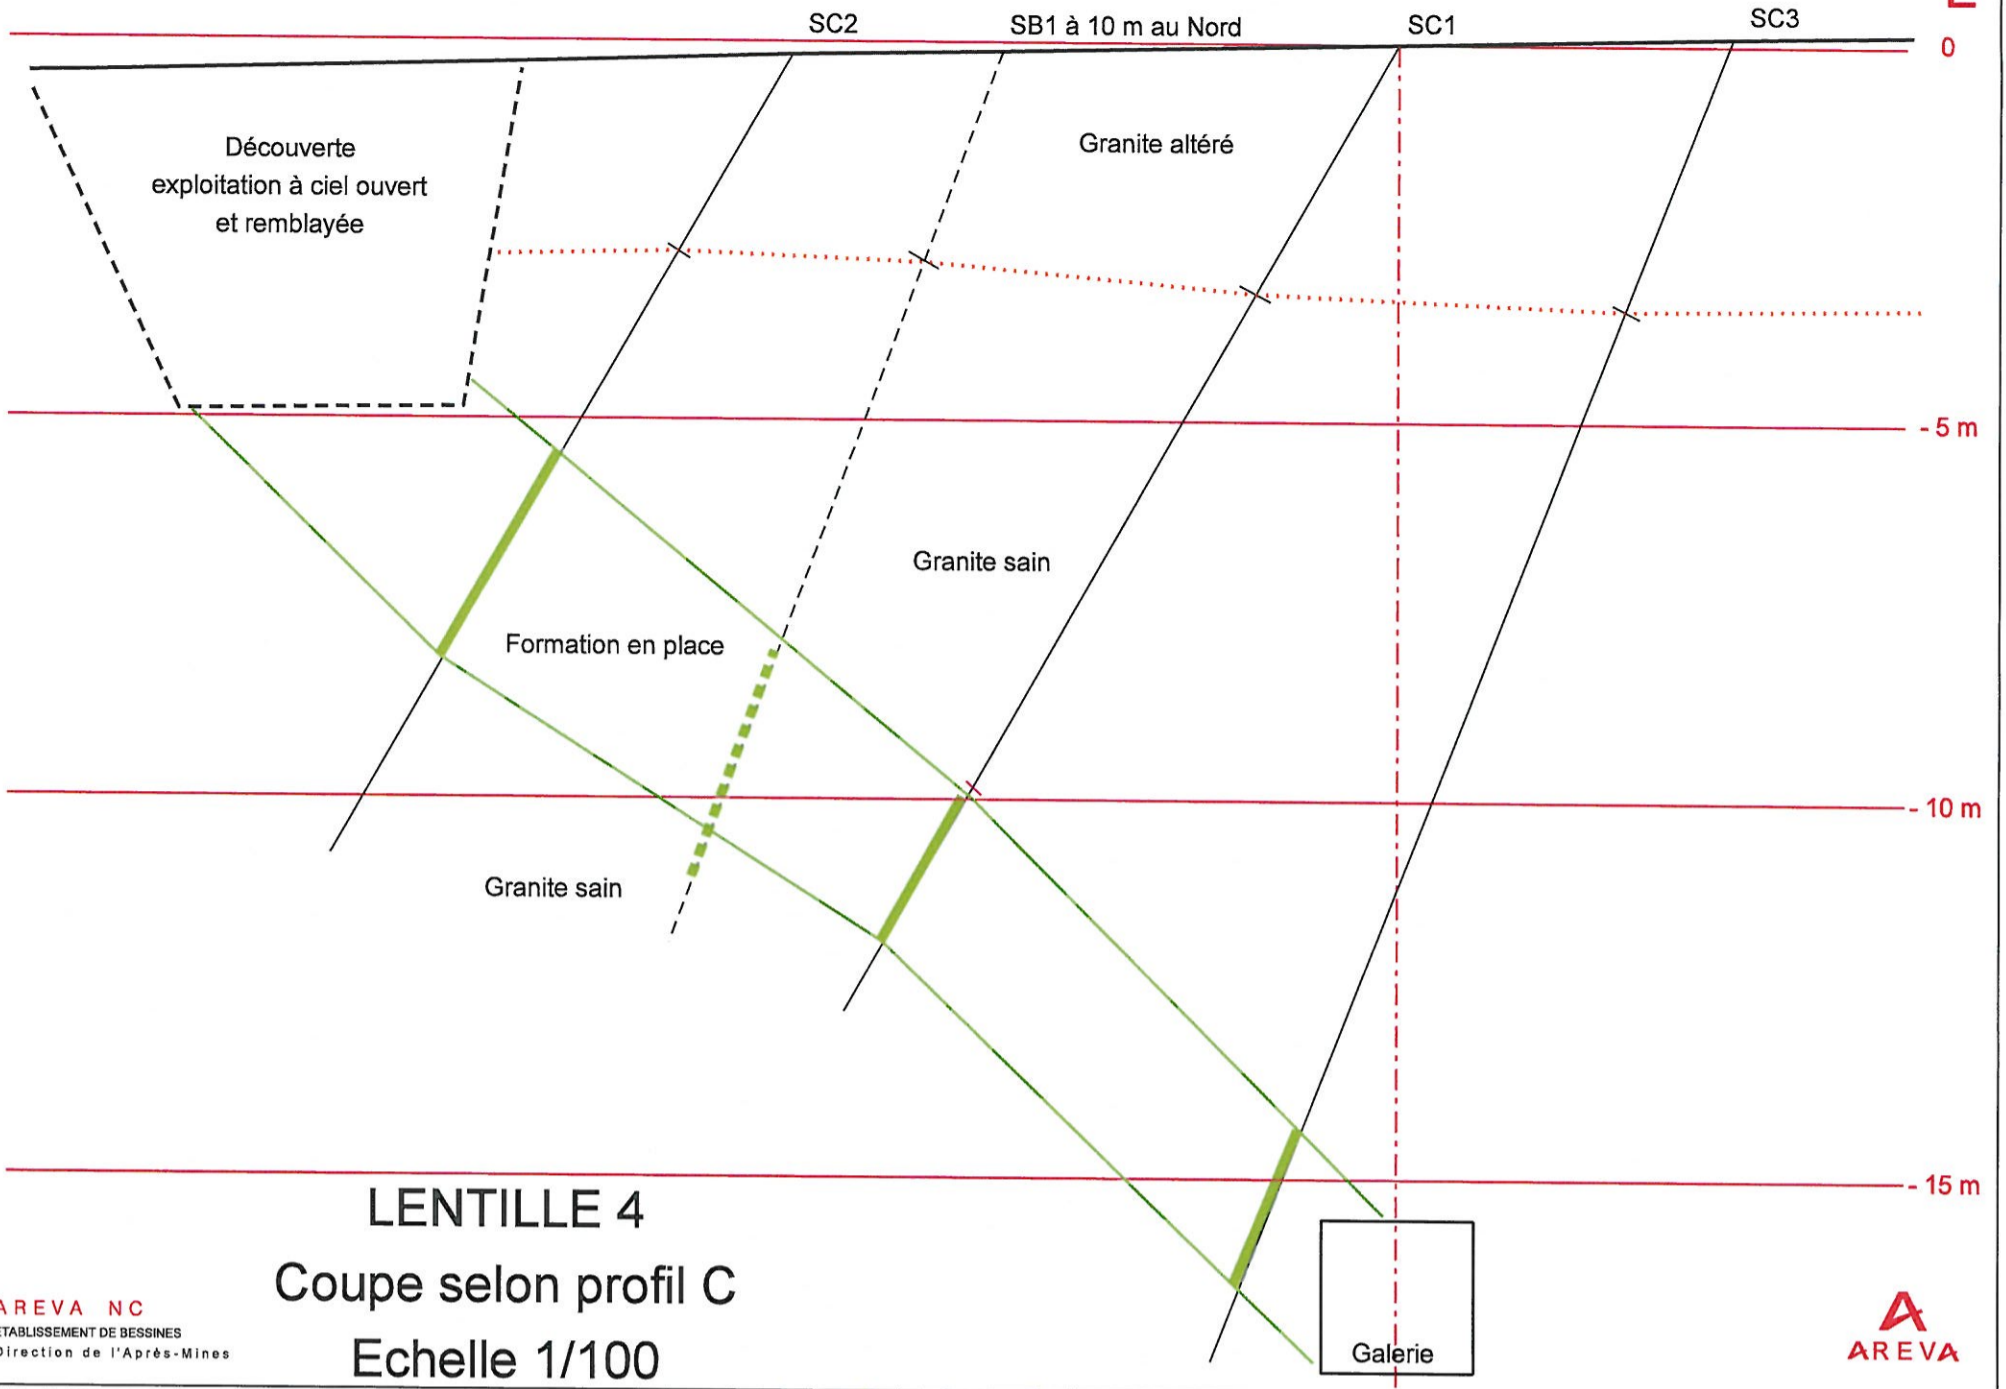 SC2
SB1 à 10 m au Nord
SC1
SC3
0
Découverte
exploitation à ciel ouvert
et remblayée
Granite altéré
- 5 m
Granite sain
Formation en place
- 10 m
Granite sain
- 15 m
LENTILLE 4
Coupe selon profil C
Echelle 1/100
AREVA NC
ETABLISSEMENT DE BESSINES
Direction de l'Après-Mines
Galerie
AREVA